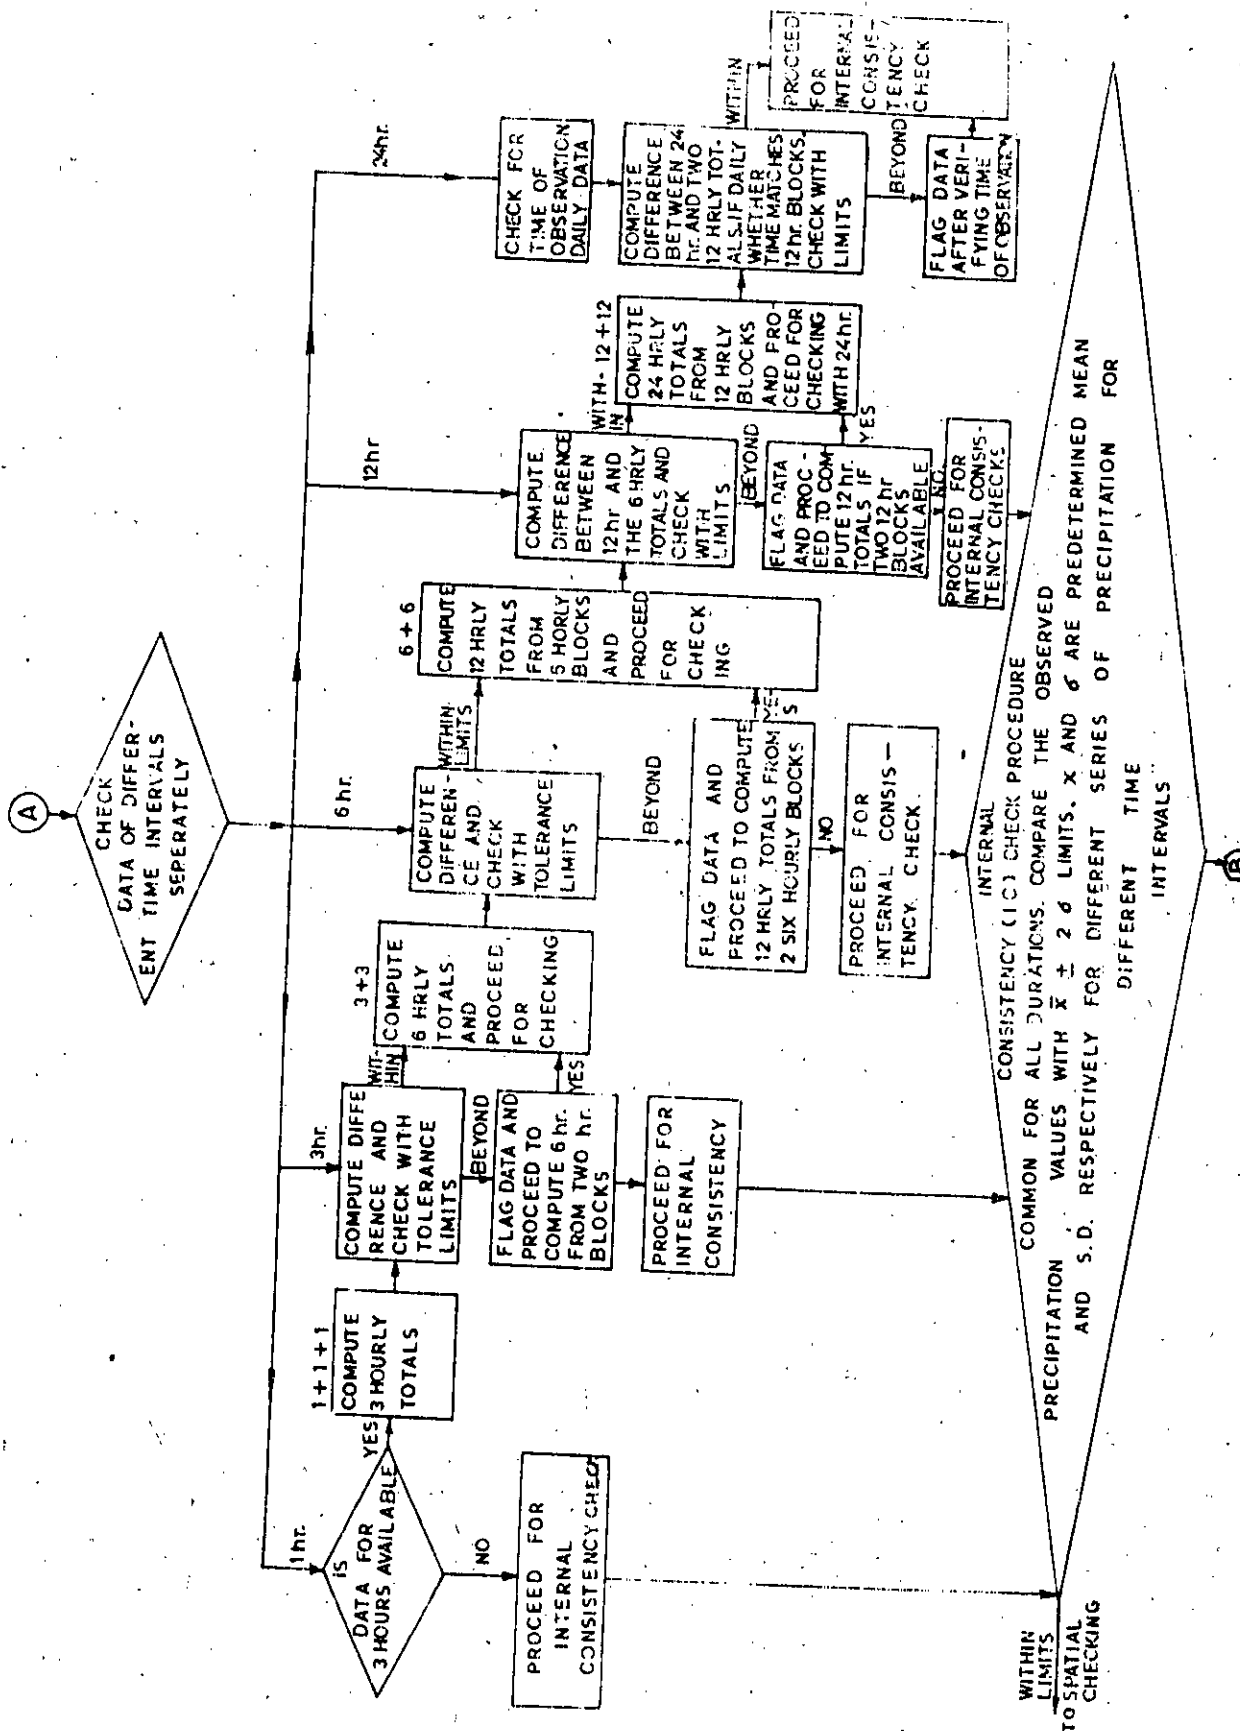 A
CHECK
DATA OF DIFFER-
ENT TIME INTERVALS
SEPERATELY
1hr.
3hr.
6hr.
12hr
24hr.
IS
DATA FOR
3 HOURS AVAILABLE
YES
NO
PROCEED FOR
INTERNAL
CONSISTENCY CHECK
1+1+1
COMPUTE
3 HOURLY
TOTALS
COMPUTE DIFFE
RENCE AND
CHECK WITH
TOLERANCE
LIMITS
WIT-
HIN
BEYOND
FLAG DATA AND
PROCEED TO
COMPUTE 6 hr.
FROM TWO hr.
BLOCKS
YES
PROCEED FOR
INTERNAL
CONSISTENCY
3+3
COMPUTE
6 HRLY
TOTALS.
AND
PROCEED
FOR
CHECKING
COMPUTE
DIFFEREN-
CE AND
CHECK
WITH
TOLERANCE
LIMITS
WITHIN-
LIMITS
BEYOND
FLAG DATA AND
PROCEED TO COMPUTE
12 HRLY TOTALS FROM
2 SIX HOURLY BLOCKS
YE-
S
NO
PROCEED FOR
INTERNAL CONSIS-
TENCY. CHECK
6+6
COMPUTE
12 HRLY
TOTALS
FROM
5 HORLY
BLOCKS
AND
PROCEED
FOR
CHECK
ING
COMPUTE.
DIFFERENCE
BETWEEN
12hr AND
THE 6 HRLY
TOTALS AND
CHECK
WITH
LIMITS
WITH-
IN
BEYOND
FLAG DATA
AND PROC-
EED TO COM
PUTE 12 hr.
TOTALS IF
TWO 12 hr
BLOCKS
AVAILABLE
YES
NO.
PROCEED FOR
INTERNAL CONSIS-
TENCY CHECKS
12+12
COMPUTE
24 HRLY
TOTALS
FROM
12 HRLY
BLOCKS
AND PRO-
CEED FOR
CHECKING
WITH 24hr.
CHECK FOR
TIME OF
OBSERVATION
DAILY DATA
COMPUTE
DIFFERENCE
BETWEEN 24
hr. AND TWO
12 HRLY TOT-
ALS.IF DAILY
WHETHER
TIME MATCHES
12 hr. BLOCKS.
CHECK WITH
LIMITS
WITHIN
BEYOND
PROCEED
FOR
INTERNAL
CONSIS-
TENCY
CHECK
FLAG DATA
AFTER VERI-
FYING TIME
OF OBSERVATION
INTERNAL
CONSISTENCY (IC) CHECK PROCEDURE
COMMON FOR ALL DURATIONS. COMPARE THE OBSERVED
PRECIPITATION VALUES WITH x̄ ± 2 σ LIMITS. x AND σ ARE PREDETERMINED MEAN
AND S.D. RESPECTIVELY FOR DIFFERENT SERIES OF PRECIPITATION FOR
DIFFERENT TIME
INTERVALS
WITHIN
LIMITS
TO SPATIAL
CHECKING
B